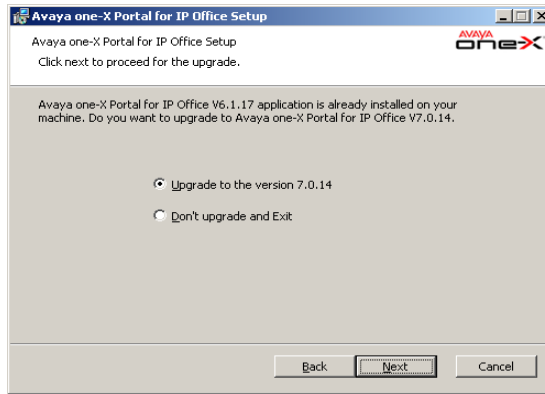 Avaya one-X Portal for IP Office Setup
Avaya one-X Portal for IP Office Setup
AVAYA
one-X
Click next to proceed for the upgrade.
Avaya one-X Portal for IP Office V6.1.17 application is already installed on your
machine. Do you want to upgrade to Avaya one-X Portal for IP Office V7.0.14.
Upgrade to the version 7.0.14
Don't upgrade and Exit
Back Next Cancel